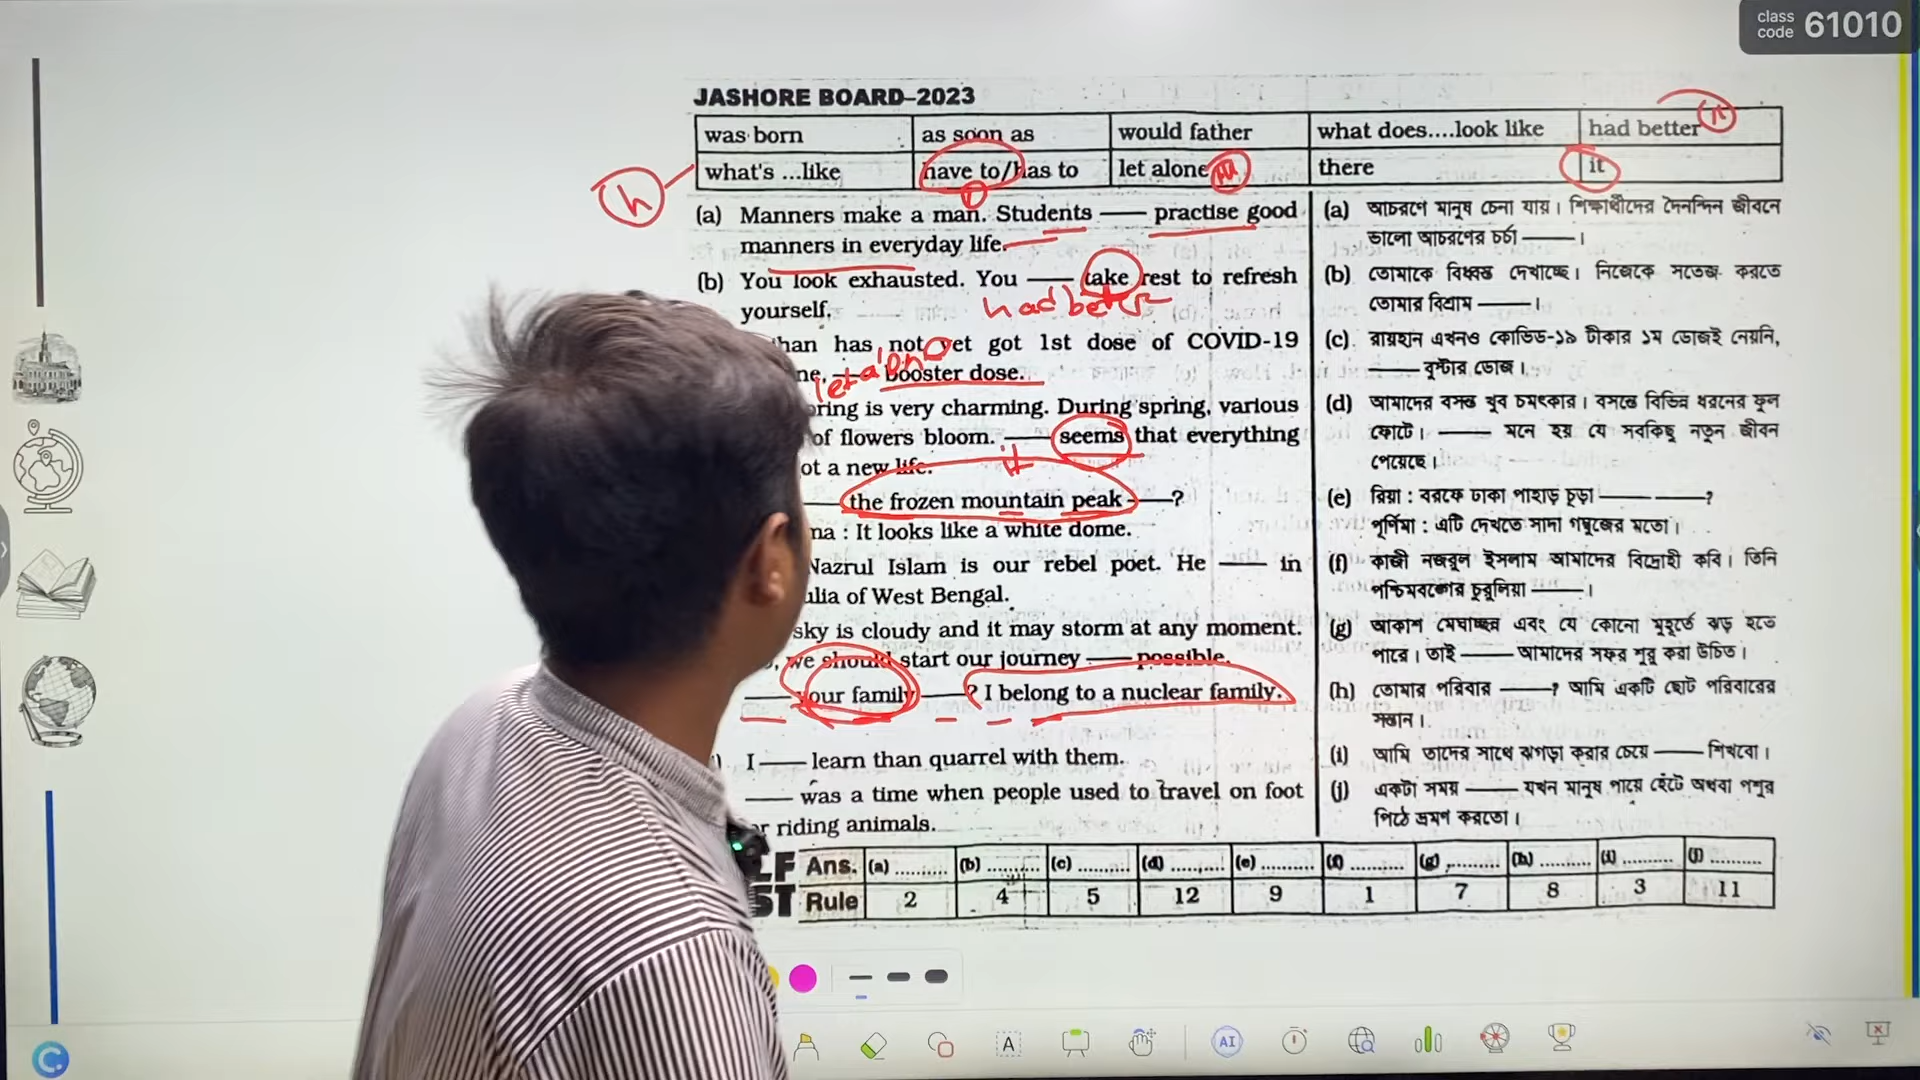 class code 61010
JASHORE BOARD–2023
was born | as soon as | would father | what does....look like | had better
what's ...like | have to/has to | let alone | there | it
h
(a) Manners make a man. Students —— practise good
manners in everyday life.
(b) You look exhausted. You —— take rest to refresh
had better
yourself.
has not yet got 1st dose of COVID-19
let alone
booster dose.
is very charming. During spring, various
of flowers bloom. —— seems that everything
it
a new life.
—— the frozen mountain peak ——?
: It looks like a white dome.
Nazrul Islam is our rebel poet. He —— in
of West Bengal.
sky is cloudy and it may storm at any moment.
we should start our journey —— possible.
—— your family ——? I belong to a nuclear family.
I —— learn than quarrel with them.
—— was a time when people used to travel on foot
riding animals.
(a) আচরণে মানুষ চেনা যায়। শিক্ষার্থীদের দৈনন্দিন জীবনে
ভালো আচরণের চর্চা ——।
(b) তোমাকে বিধ্বস্ত দেখাচ্ছে। নিজেকে সতেজ করতে
তোমার বিশ্রাম ——।
(c) রায়হান এখনও কোভিড-১৯ টীকার ১ম ডোজই নেয়নি,
—— বুস্টার ডোজ।
(d) আমাদের বসন্ত খুব চমৎকার। বসন্তে বিভিন্ন ধরনের ফুল
ফোটে। —— মনে হয় যে সবকিছু নতুন জীবন
পেয়েছে।
(e) রিয়া : বরফে ঢাকা পাহাড় চূড়া —— ——?
পূর্ণিমা : এটি দেখতে সাদা গম্বুজের মতো।
(f) কাজী নজরুল ইসলাম আমাদের বিদ্রোহী কবি। তিনি
পশ্চিমবঙ্গের চুরুলিয়া ——।
(g) আকাশ মেঘাচ্ছন্ন এবং যে কোনো মুহূর্তে ঝড় হতে
পারে। তাই —— আমাদের সফর শুরু করা উচিত।
(h) তোমার পরিবার ——? আমি একটি ছোট পরিবারের
সন্তান।
(i) আমি তাদের সাথে ঝগড়া করার চেয়ে —— শিখবো।
(j) একটা সময় —— যখন মানুষ পায়ে হেঁটে অথবা পশুর
পিঠে ভ্রমণ করতো।
Ans. | (a) .......... | (b) .......... | (c) .......... | (d) .......... | (e) .......... | (f) .......... | (g) .......... | (h) .......... | (i) .......... | (j) ..........
Rule | 2 | 4 | 5 | 12 | 9 | 1 | 7 | 8 | 3 | 11
A
AI